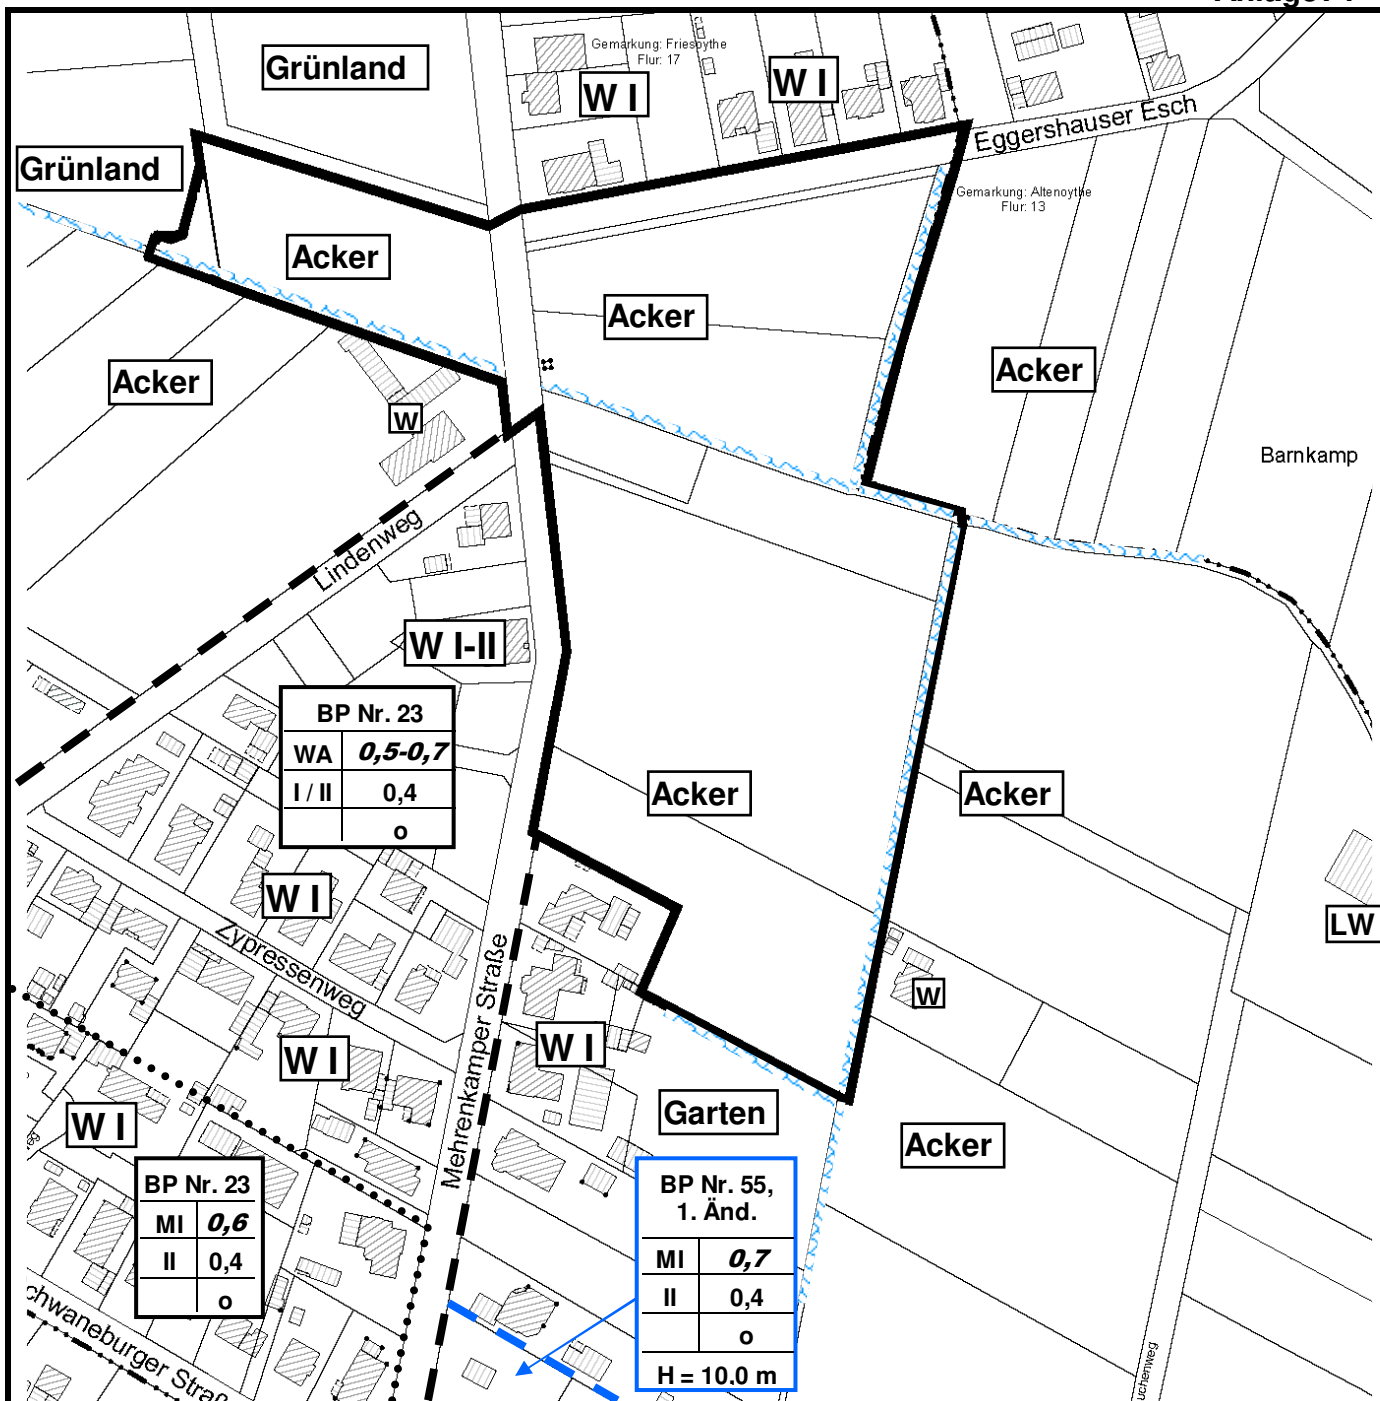 Grünland
Gemarkung: Friesoythe
Flur: 17
W I
W I
Eggershauser Esch
Grünland
Gemarkung: Altenoythe
Flur: 13
Acker
Acker
Acker
Acker
W
Barnkamp
Lindenweg
W I-II
BP Nr. 23
WA 0,5-0,7
I / II 0,4
o
Acker
Acker
W I
Zypressenweg
LW
W
Mehrenkamper Straße
W I
W I
W I
Garten
Acker
BP Nr. 23
MI 0,6
II 0,4
o
BP Nr. 55,
1. Änd.
MI 0,7
II 0,4
o
H = 10.0 m